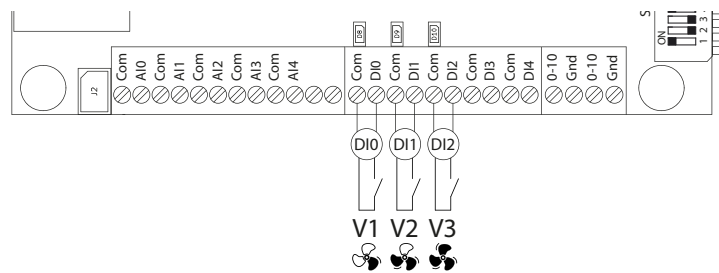 S
ON
1 2 3 4
D8 D9 D10
J2
Com AI0 Com AI1 Com AI2 Com AI3 Com AI4 Com DI0 Com DI1 Com DI2 Com DI3 Com DI4 0-10 Gnd 0-10 Gnd
DI0 DI1 DI2
V1 V2 V3